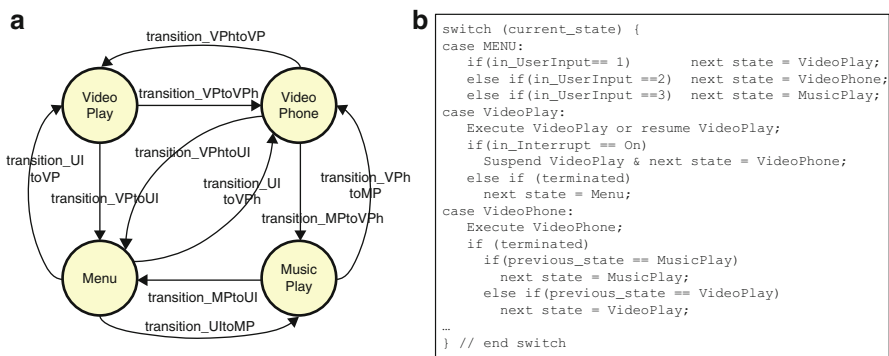 a
transition_VPhtoVP
Video
Play
transition_VPtoVPh
Video
Phone
transition_VPhtoUI
transition_UI
toVP
transition_UI
toVPh
transition_VPh
toMP
transition_VPtoUI
transition_MPtoVPh
Menu
Music
Play
transition_MPtoUI
transition_UItoMP
b
switch (current_state) {
case MENU:
if(in_UserInput== 1) next state = VideoPlay;
else if(in_UserInput ==2) next state = VideoPhone;
else if(in_UserInput ==3) next state = MusicPlay;
case VideoPlay:
Execute VideoPlay or resume VideoPlay;
if(in_Interrupt == On)
Suspend VideoPlay & next state = VideoPhone;
else if (terminated)
next state = Menu;
case VideoPhone:
Execute VideoPhone;
if (terminated)
if(previous_state == MusicPlay)
next state = MusicPlay;
else if(previous_state == VideoPlay)
next state = VideoPlay;
…
} // end switch